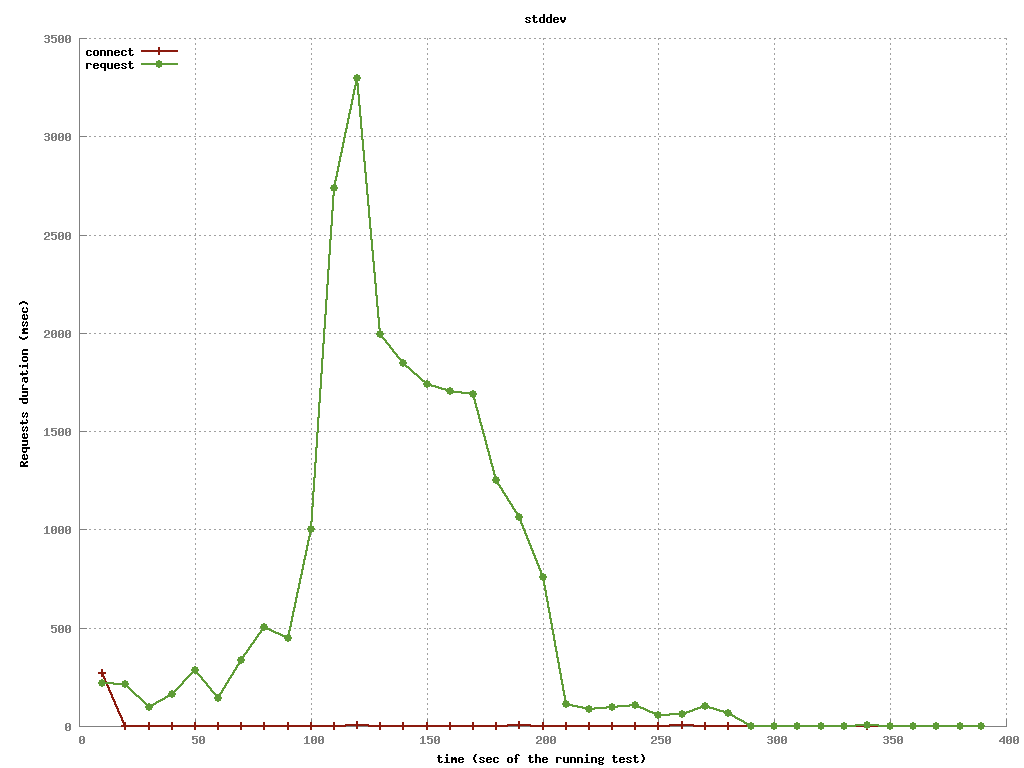 stddev
connect
request
3500
3000
2500
2000
1500
1000
500
0
Requests duration (msec)
0 50 100 150 200 250 300 350 400
time (sec of the running test)